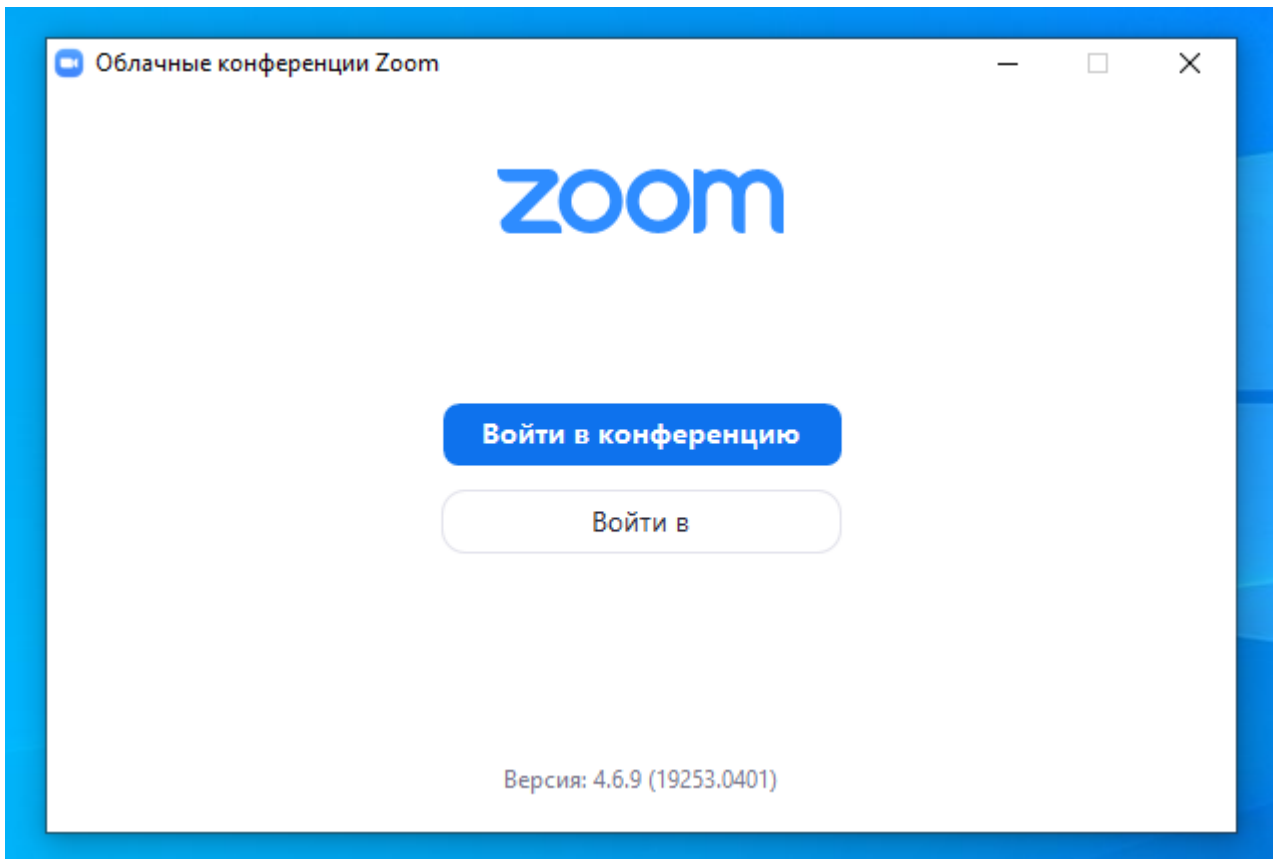 Облачные конференции Zoom
zoom
Войти в конференцию
Войти в
Версия: 4.6.9 (19253.0401)